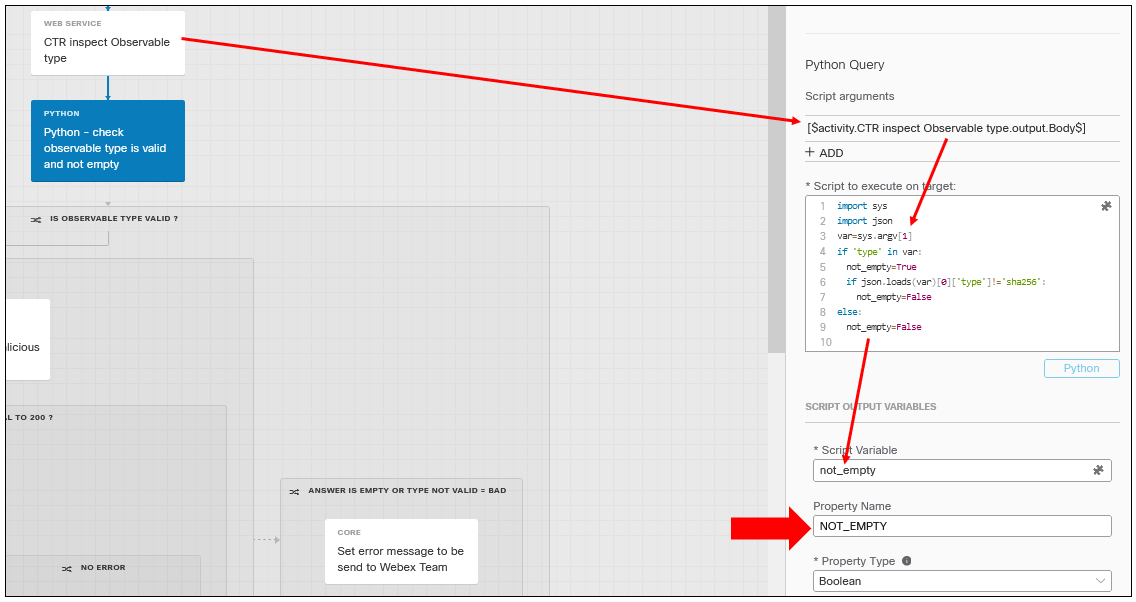 WEB SERVICE
CTR inspect Observable
type
PYTHON
Python - check
observable type is valid
and not empty
IS OBSERVABLE TYPE VALID ?
licious
L TO 200 ?
ANSWER IS EMPTY OR TYPE NOT VALID = BAD
CORE
Set error message to be
send to Webex Team
NO ERROR
Python Query
Script arguments
[$activity.CTR inspect Observable type.output.Body$]
+ ADD
* Script to execute on target:
1 import sys
2 import json
3 var=sys.argv[1]
4 if 'type' in var:
5   not_empty=True
6   if json.loads(var)[0]['type']!='sha256':
7     not_empty=False
8 else:
9   not_empty=False
10
Python
SCRIPT OUTPUT VARIABLES
* Script Variable
not_empty
Property Name
NOT_EMPTY
* Property Type
Boolean